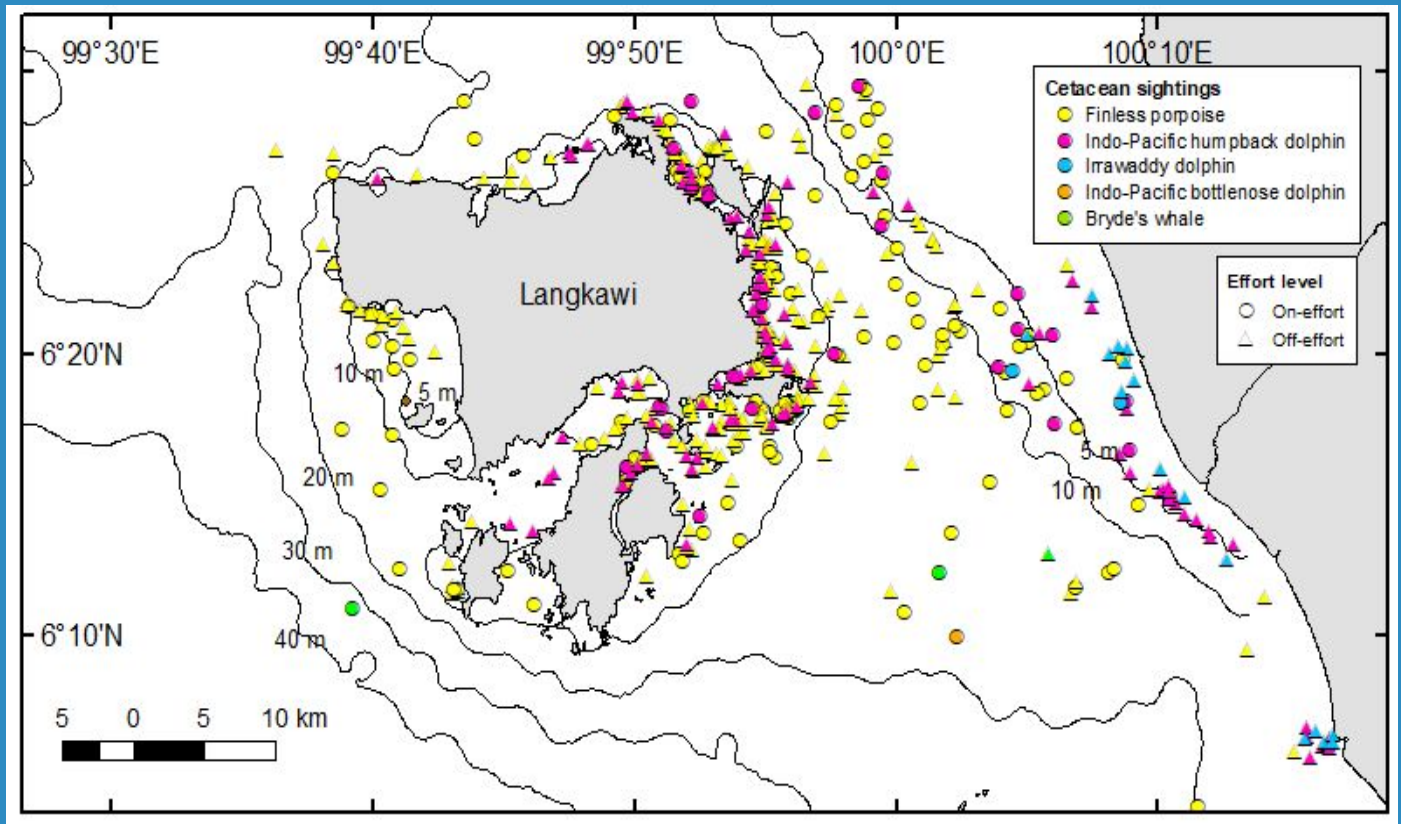 99°30'E
99°40'E
99°50'E
100°0'E
100°10'E
Cetacean sightings
Finless porpoise
Indo-Pacific humpback dolphin
Irrawaddy dolphin
Indo-Pacific bottlenose dolphin
Bryde's whale
Effort level
On-effort
Off-effort
Langkawi
6°20'N
10 m
5 m
5 m
20 m
10 m
30 m
6°10'N
40 m
5 0 5 10 km